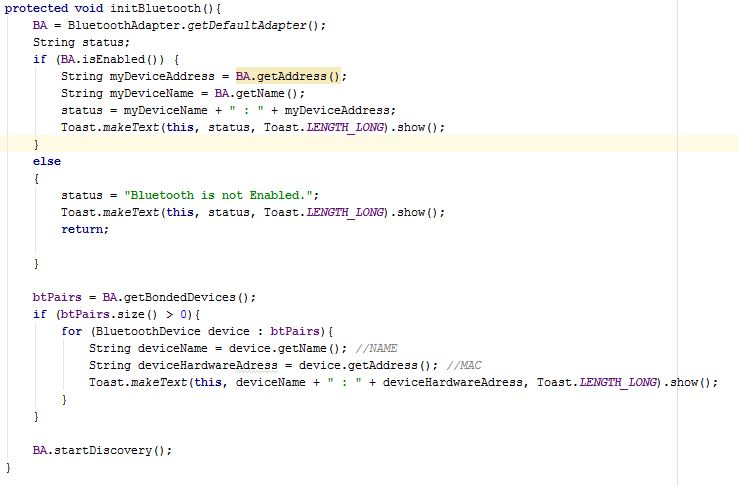 protected void initBluetooth(){
    BA = BluetoothAdapter.getDefaultAdapter();
    String status;
    if (BA.isEnabled()) {
        String myDeviceAddress = BA.getAddress();
        String myDeviceName = BA.getName();
        status = myDeviceName + " : " + myDeviceAddress;
        Toast.makeText(this, status, Toast.LENGTH_LONG).show();
    }
    else
    {
        status = "Bluetooth is not Enabled.";
        Toast.makeText(this, status, Toast.LENGTH_LONG).show();
        return;
    }
    btPairs = BA.getBondedDevices();
    if (btPairs.size() > 0){
        for (BluetoothDevice device : btPairs){
            String deviceName = device.getName(); //NAME
            String deviceHardwareAdress = device.getAddress(); //MAC
            Toast.makeText(this, deviceName + " : " + deviceHardwareAdress, Toast.LENGTH_LONG).show();
        }
    }
    BA.startDiscovery();
}